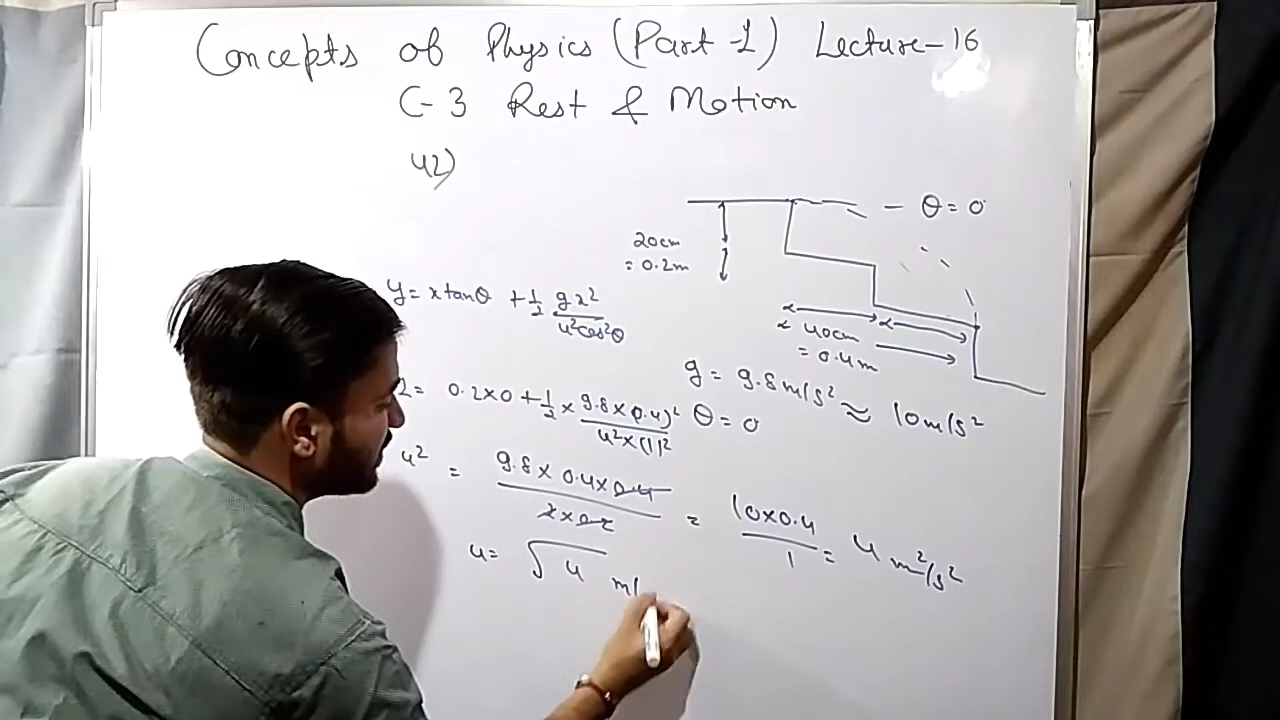 Concepts of Physics (Part-1) Lecture-16
C-3 Rest & Motion
42)
θ = 0
20cm
= 0.2m
40cm
= 0.4m
y = x tanθ + 1/2 gx²/u²cos²θ
g = 9.8m/s² ≈ 10m/s²
2 = 0.2×0 + 1/2 × 9.8×(0.4)²/u²×(1)² θ = 0
u² = 9.8×0.4×0.4/2×0.2 = 10×0.4/1 = 4 m²/s²
u = √4 m/